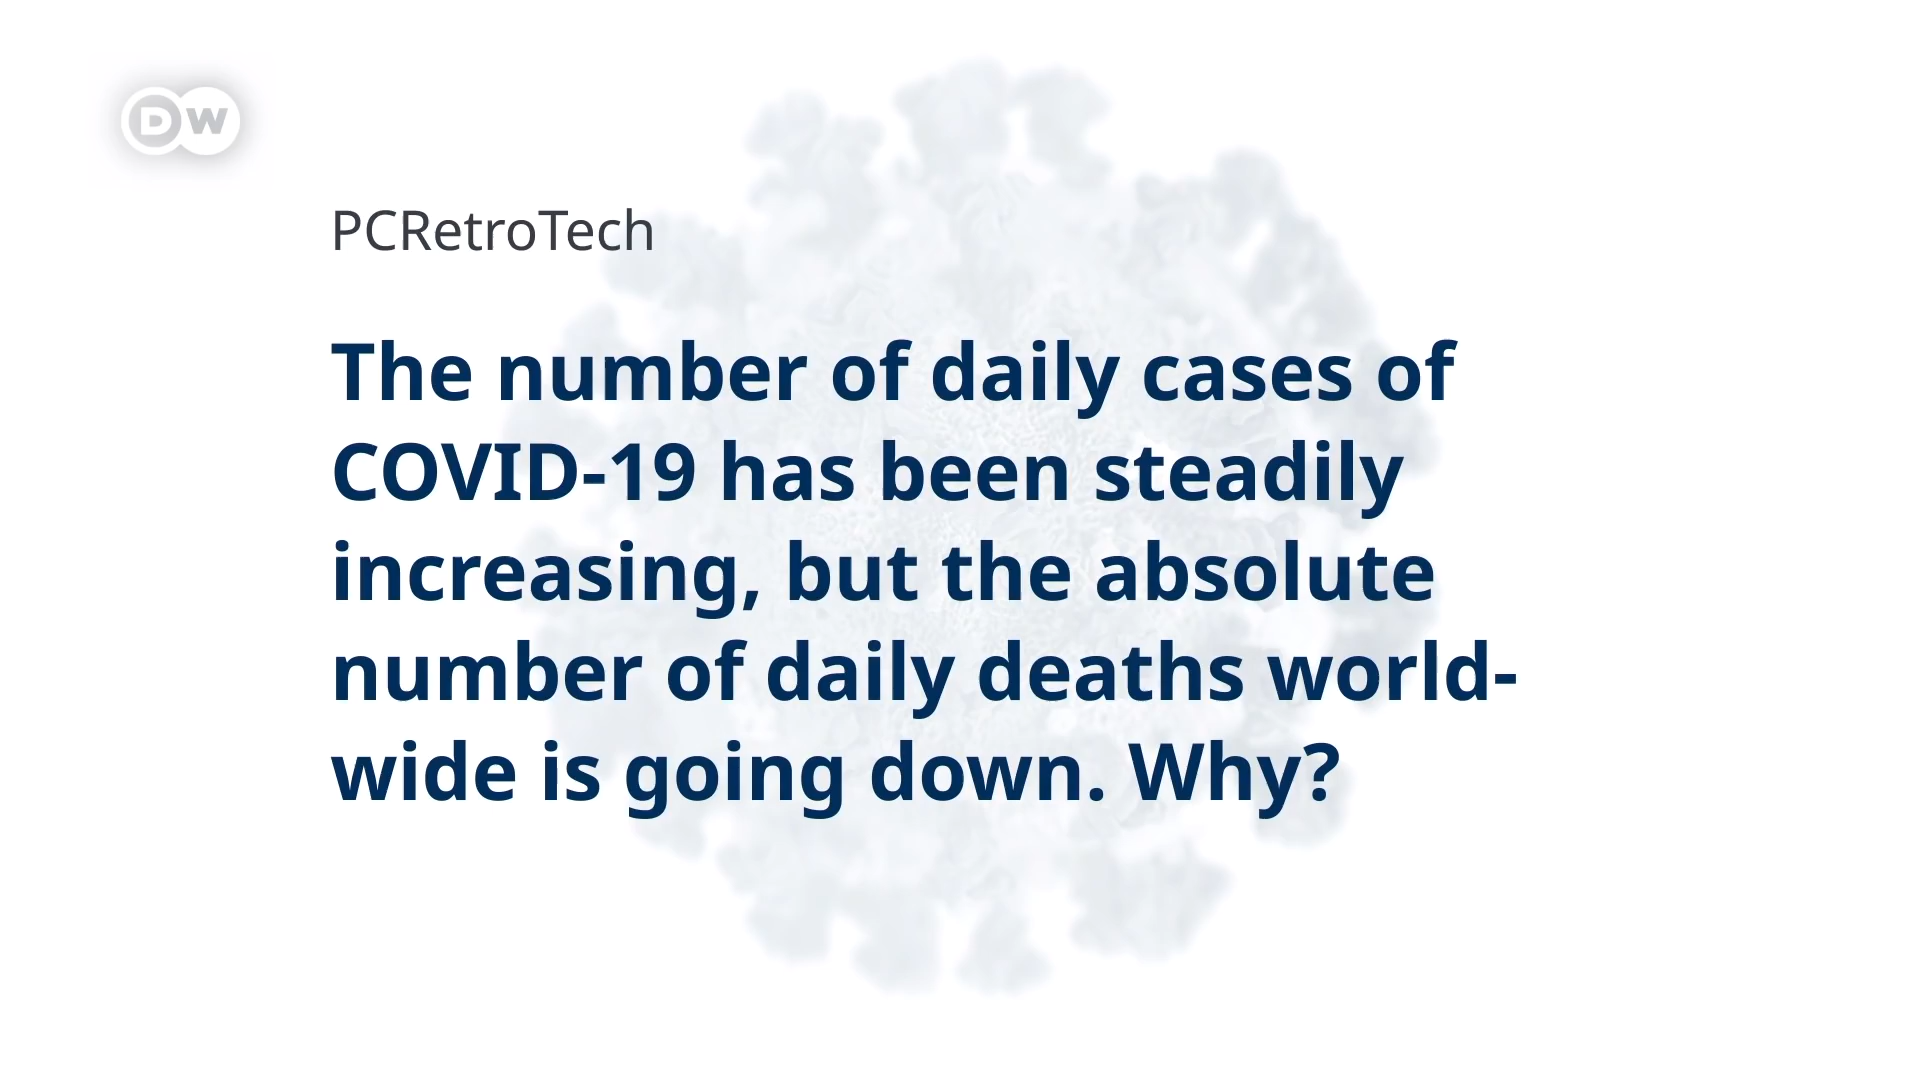 DW
PCRetroTech
The number of daily cases of
COVID-19 has been steadily
increasing, but the absolute
number of daily deaths world-
wide is going down. Why?